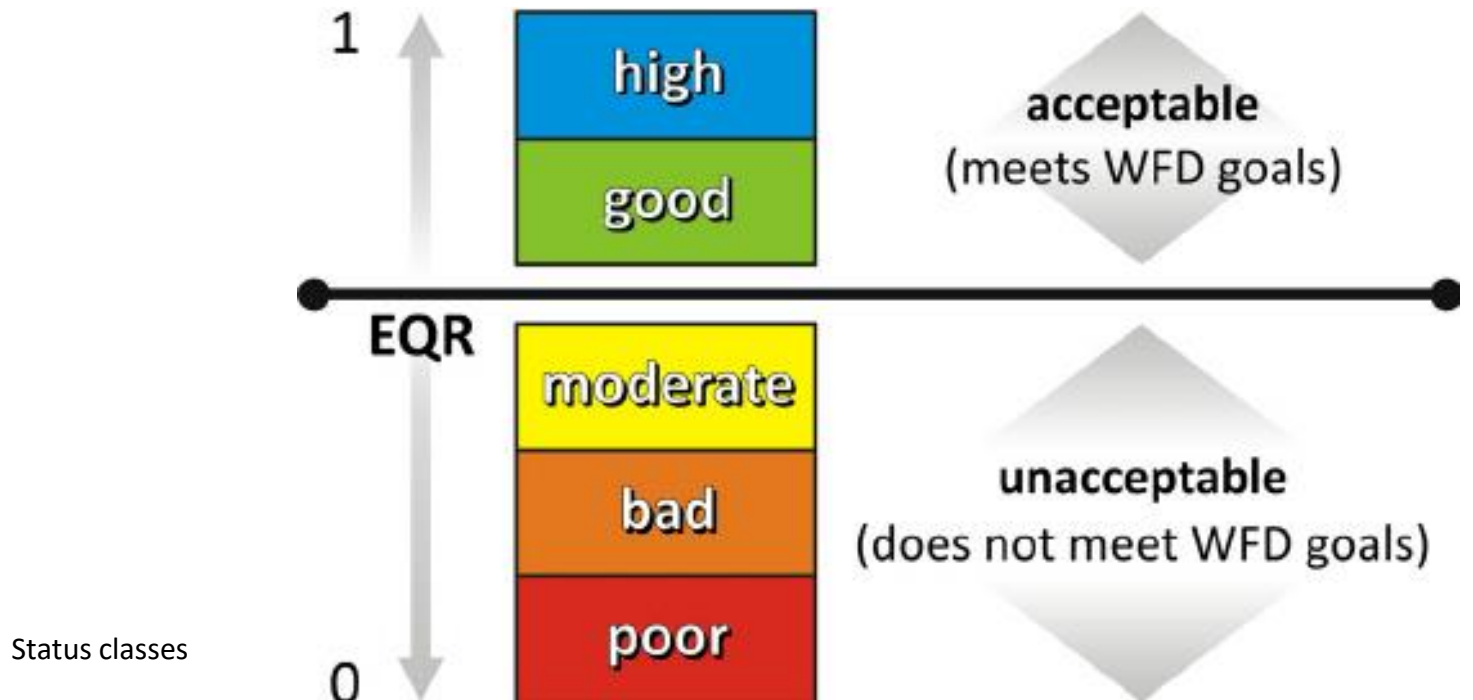 1
high
acceptable
(meets WFD goals)
good
EQR
moderate
bad
unacceptable
(does not meet WFD goals)
poor
Status classes
0